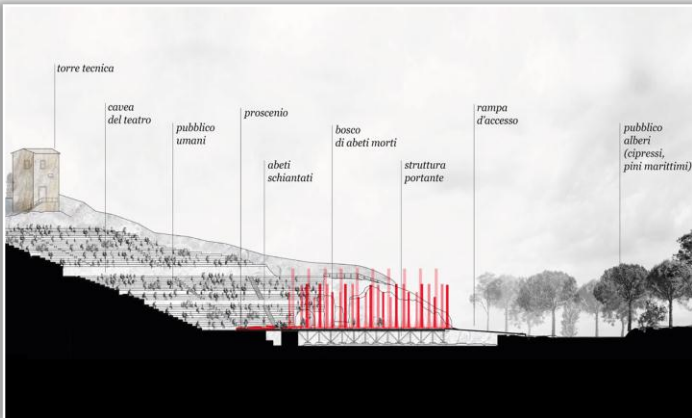 torre tecnica
cavea
del teatro
pubblico
umani
proscenio
abeti
schiantati
bosco
di abeti morti
struttura
portante
rampa
d'accesso
pubblico
alberi
(cipressi,
pini marittimi)